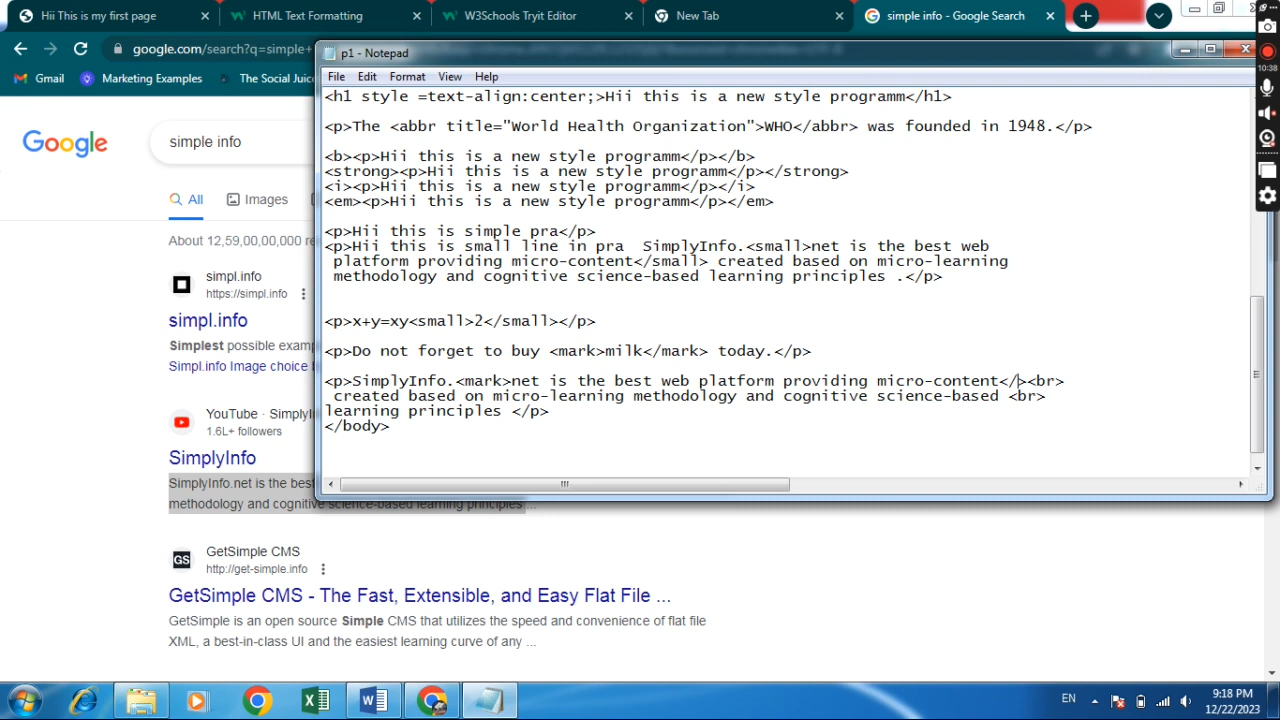 Hii This is my first page
HTML Text Formatting
W3Schools Tryit Editor
New Tab
simple info - Google Search
google.com/search?q=simple+
p1 - Notepad
Gmail
Marketing Examples
The Social Juice
File Edit Format View Help
10:38
<h1 style =text-align:center;>Hii this is a new style programm</h1>
<p>The <abbr title="World Health Organization">WHO</abbr> was founded in 1948.</p>
<b><p>Hii this is a new style programm</p></b>
<strong><p>Hii this is a new style programm</p></strong>
<i><p>Hii this is a new style programm</p></i>
<em><p>Hii this is a new style programm</p></em>
<p>Hii this is simple pra</p>
<p>Hii this is small line in pra  SimplyInfo.<small>net is the best web
platform providing micro-content</small> created based on micro-learning
methodology and cognitive science-based learning principles .</p>
<p>x+y=xy<small>2</small></p>
<p>Do not forget to buy <mark>milk</mark> today.</p>
<p>SimplyInfo.<mark>net is the best web platform providing micro-content</><br>
created based on micro-learning methodology and cognitive science-based <br>
learning principles </p>
</body>
Google
simple info
All
Images
About 12,59,00,00,000
simpl.info
https://simpl.info
simpl.info
Simplest possible
Simpl.info Image choice
YouTube · SimplyInfo
1.6L+ followers
SimplyInfo
SimplyInfo.net is the best
methodology and cognitive science-based learning principles ...
GetSimple CMS
http://get-simple.info
GetSimple CMS - The Fast, Extensible, and Easy Flat File ...
GetSimple is an open source Simple CMS that utilizes the speed and convenience of flat file
XML, a best-in-class UI and the easiest learning curve of any ...
EN
9:18 PM
12/22/2023